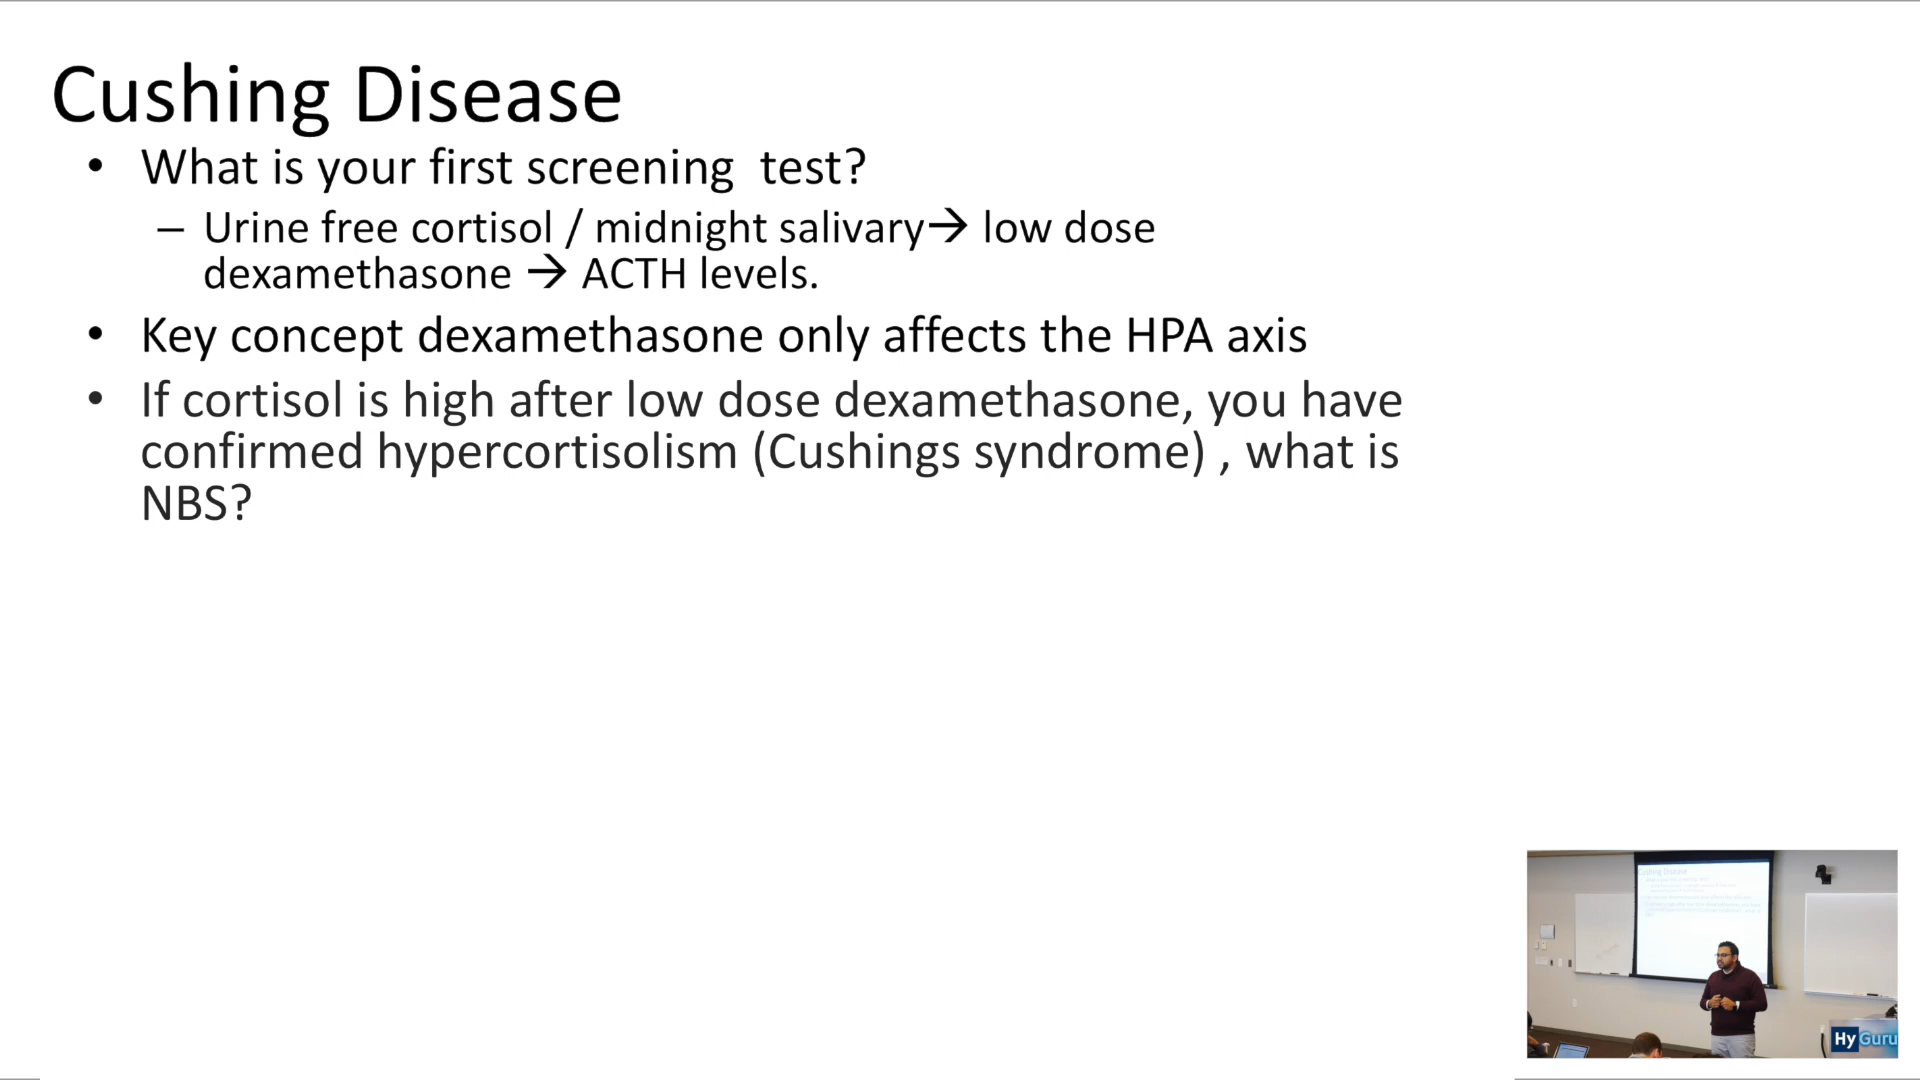 Cushing Disease
• What is your first screening test?
– Urine free cortisol / midnight salivary→ low dose
dexamethasone → ACTH levels.
• Key concept dexamethasone only affects the HPA axis
• If cortisol is high after low dose dexamethasone, you have
confirmed hypercortisolism (Cushings syndrome) , what is
NBS?
Cushing Disease
HyGuru